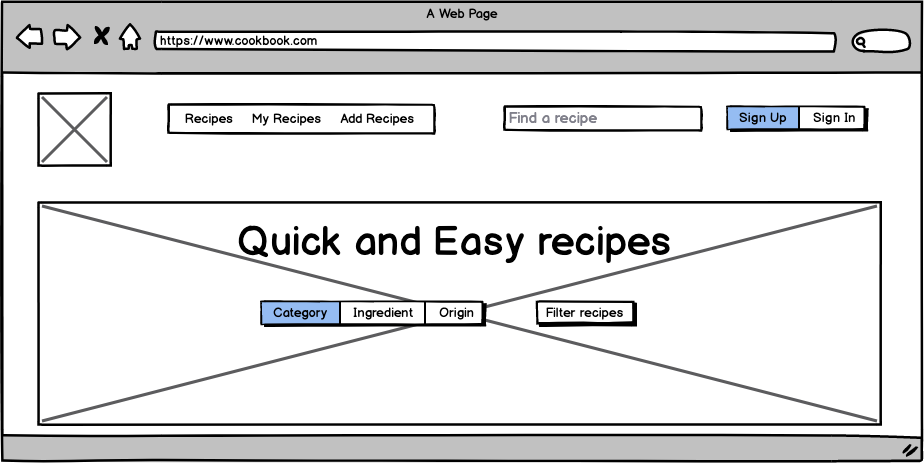 A Web Page
https://www.cookbook.com
Recipes My Recipes Add Recipes
Find a recipe
Sign Up Sign In
Quick and Easy recipes
Category Ingredient Origin
Filter recipes